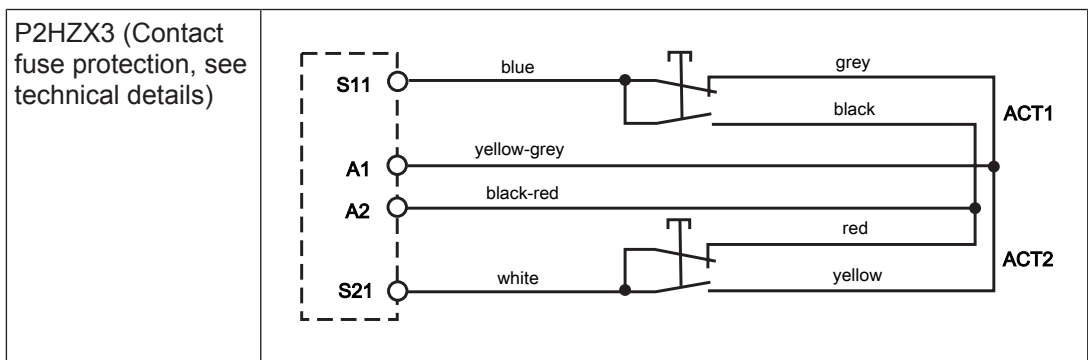 P2HZX3 (Contact
fuse protection, see
technical details)
S11
blue
grey
black
ACT1
A1
yellow-grey
A2
black-red
red
ACT2
S21
white
yellow